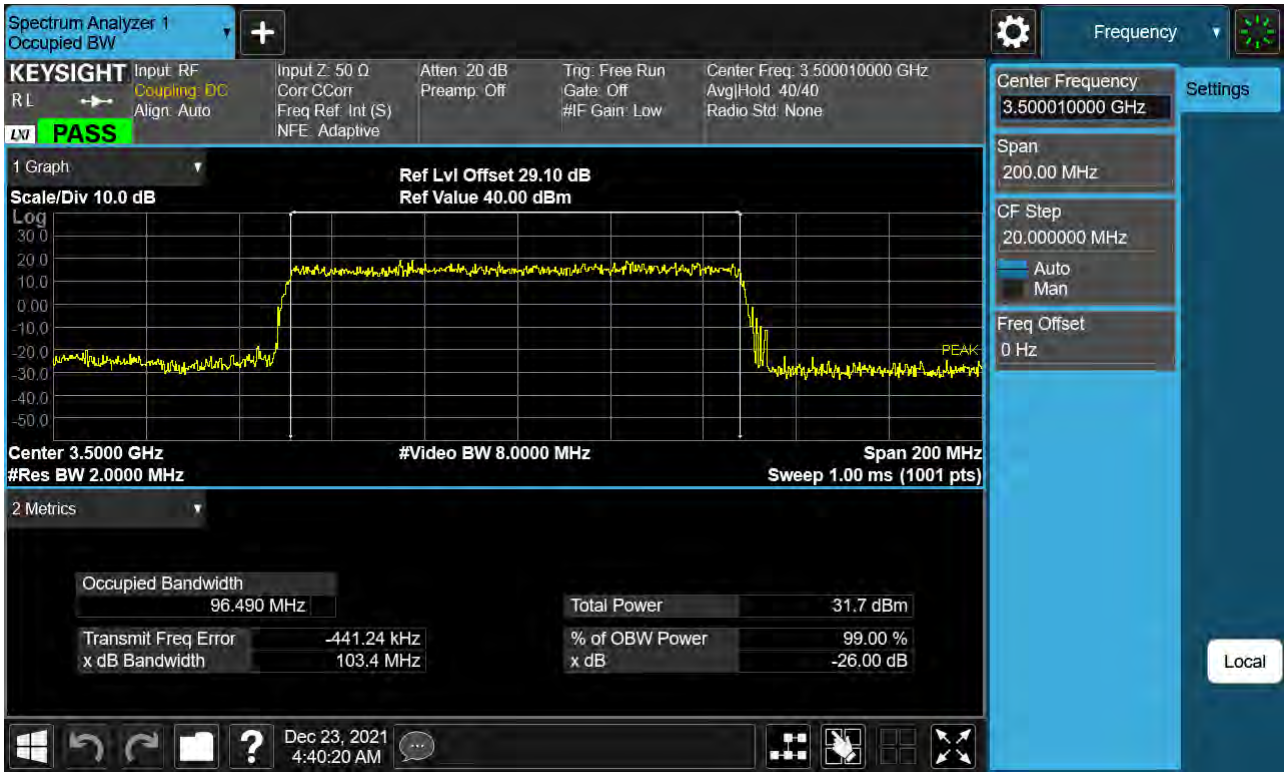 Spectrum Analyzer 1
Occupied BW
▼
+
Frequency ▼
KEYSIGHT
RL
LXI PASS
Input: RF
Coupling: DC
Align: Auto
Input Z: 50 Ω
Corr CCorr
Freq Ref: Int (S)
NFE: Adaptive
Atten: 20 dB
Preamp: Off
Trig: Free Run
Gate: Off
#IF Gain: Low
Center Freq: 3.500010000 GHz
Avg|Hold: 40/40
Radio Std: None
Center Frequency
3.500010000 GHz
Settings
Span
200.00 MHz
CF Step
20.000000 MHz
Auto
Man
Freq Offset
0 Hz
1 Graph ▼
Scale/Div 10.0 dB
Ref Lvl Offset 29.10 dB
Ref Value 40.00 dBm
Log
30.0
20.0
10.0
0.00
-10.0
-20.0
-30.0
-40.0
-50.0
PEAK
Center 3.5000 GHz
#Res BW 2.0000 MHz
#Video BW 8.0000 MHz
Span 200 MHz
Sweep 1.00 ms (1001 pts)
2 Metrics ▼
Occupied Bandwidth
96.490 MHz
Total Power 31.7 dBm
Transmit Freq Error -441.24 kHz
% of OBW Power 99.00 %
x dB Bandwidth 103.4 MHz
x dB -26.00 dB
Local
?
Dec 23, 2021
4:40:20 AM